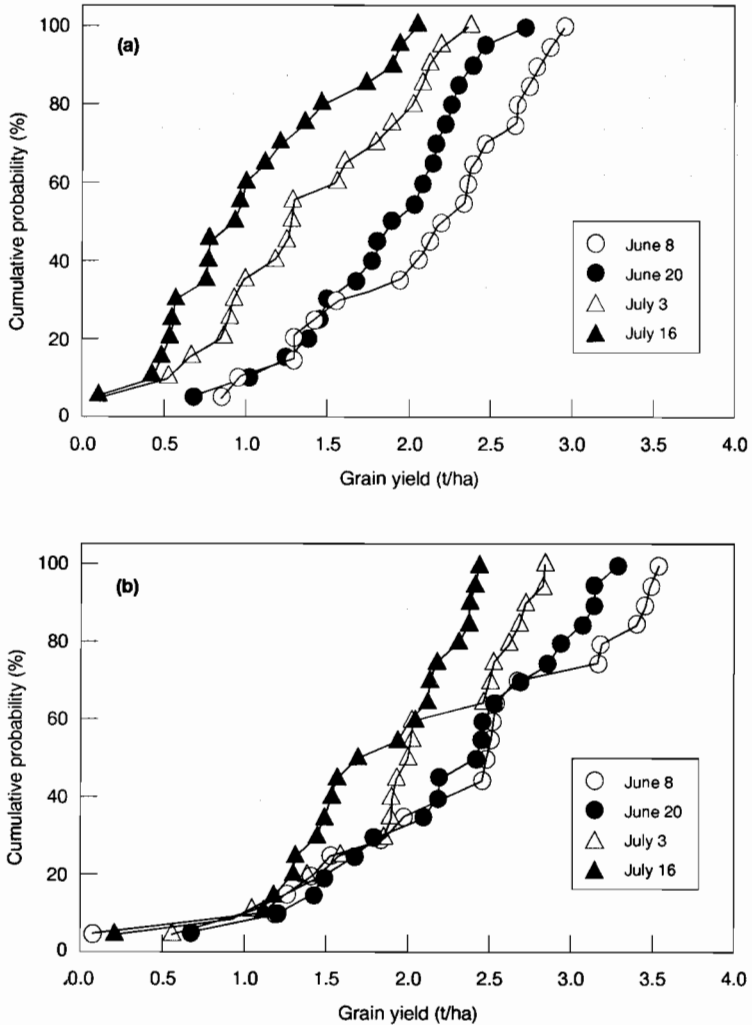 (a)
Cumulative probability (%)
100
80
60
40
20
0
June 8
June 20
July 3
July 16
0.0 0.5 1.0 1.5 2.0 2.5 3.0 3.5 4.0
Grain yield (t/ha)
(b)
Cumulative probability (%)
100
80
60
40
20
0
June 8
June 20
July 3
July 16
.0.0 0.5 1.0 1.5 2.0 2.5 3.0 3.5 4.0
Grain yield (t/ha)